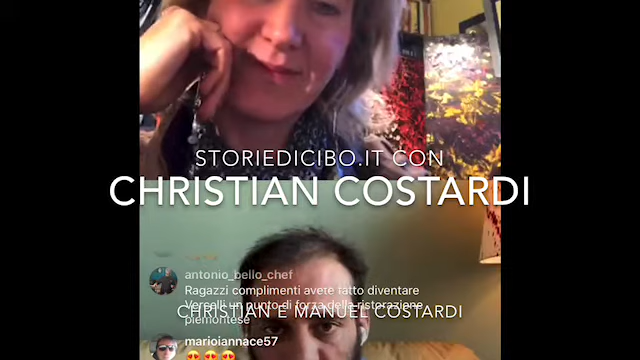 STORIEDICIBO.IT CON
CHRISTIAN COSTARDI
antonio_bello_chef
Ragazzi complimenti avete fatto diventare
Vercelli un punto di forza della ristorazione
CHRISTIAN E MANUEL COSTARDI
piemontese
marioiannace57
😍😍😍